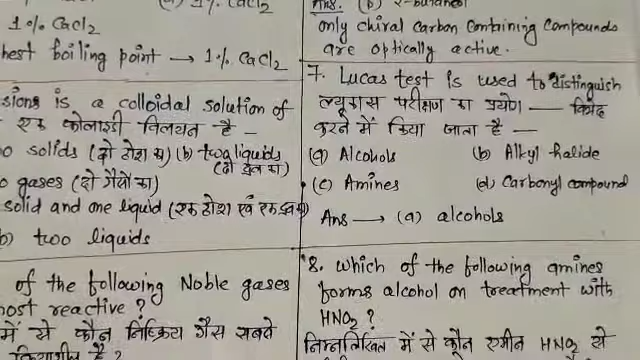 (a) 1% CaCl2
1% CaCl2
hest boiling point → 1% CaCl2
sions is a colloidal solution of
एक कोलाइडी विलयन है —
o solids (दो ठोस का) (b) two liquids
(दो द्रव का)
o gases (दो गैसों का)
solid and one liquid (एक ठोस एवं एक द्रव का)
b) two liquids
of the following Noble gases
most reactive ?
में से कौन निष्क्रिय गैस सबसे
क्रियाशील है ?
Ans. (b) 2-butanol
only chiral carbon containing compounds
are optically active.
7. Lucas test is used to distinguish
ल्यूकास परीक्षण का प्रयोग — विभेद
करने में किया जाता है —
(a) Alcohols (b) Alkyl halide
(c) Amines (d) Carbonyl compound
Ans → (a) alcohols
8. which of the following amines
forms alcohol on treatment with
HNO2 ?
निम्नलिखित में से कौन एमीन HNO2 से